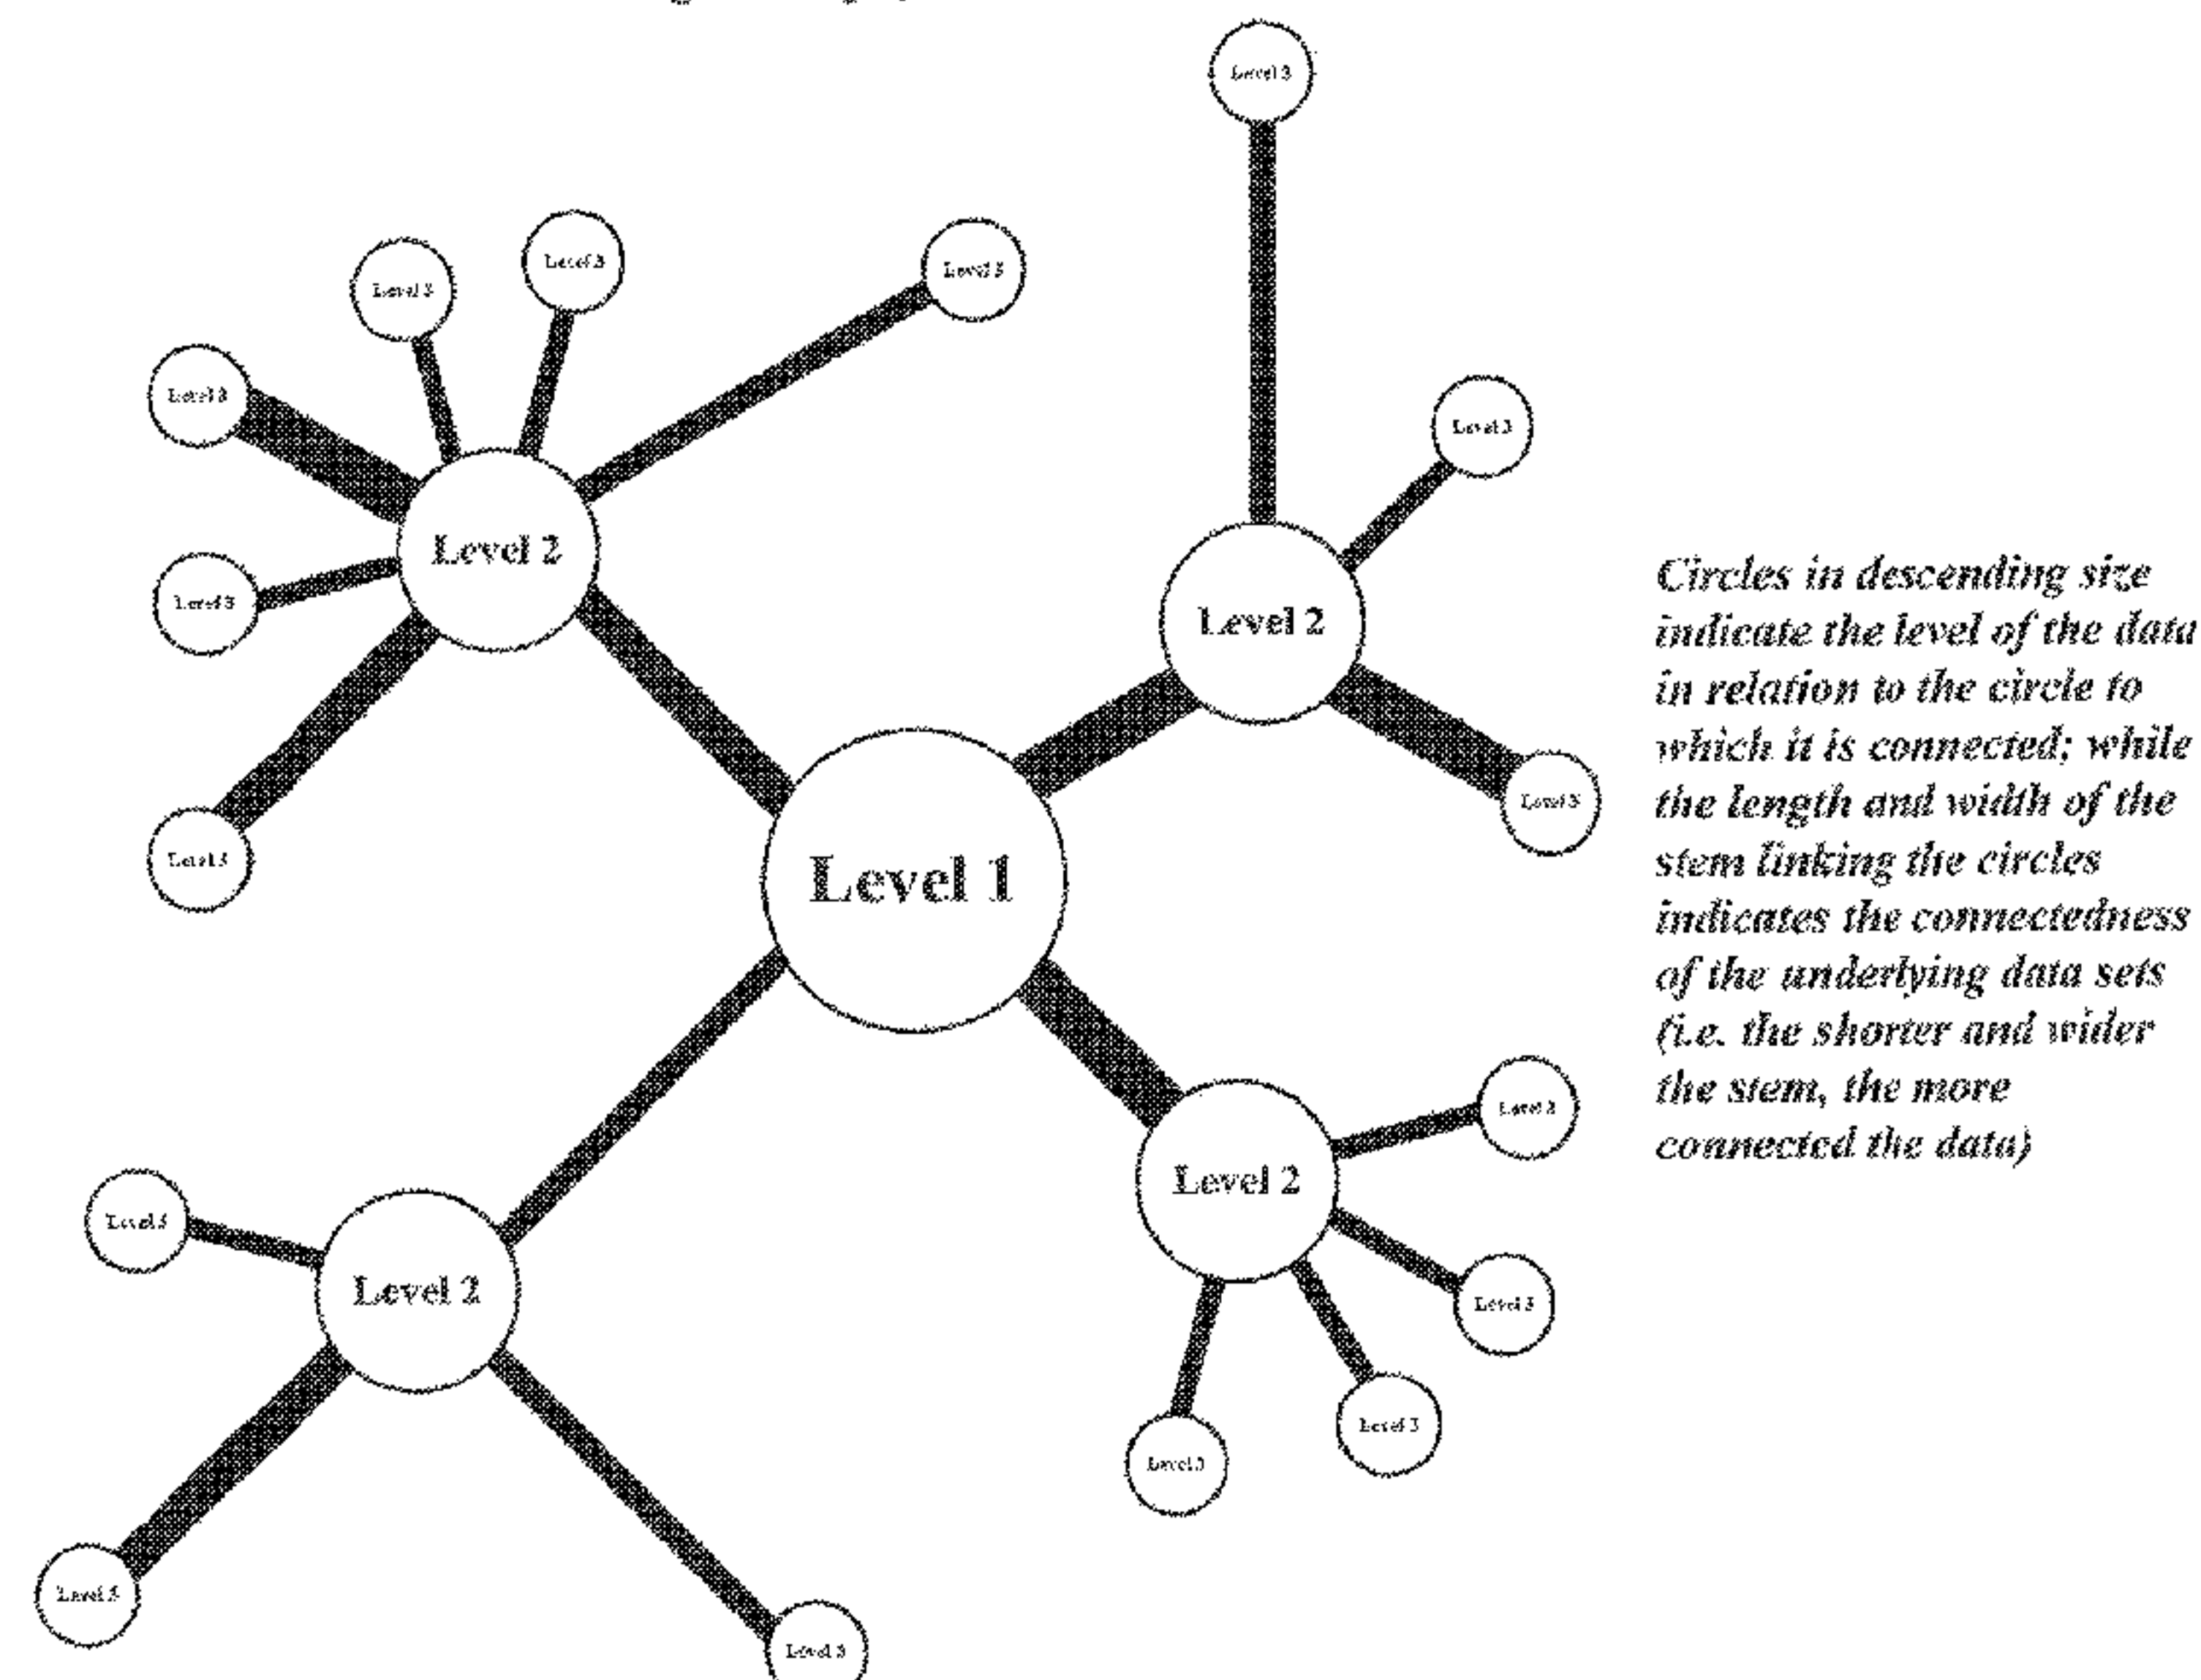 Level 3
Level 3
Level 3
Level 3
Level 3
Level 3
Level 2
Level 3
Level 2
Level 3
Level 3
Level 1
Level 3
Level 2
Level 3
Level 3
Level 2
Level 3
Level 3
Level 3
Level 3
Circles in descending size
indicate the level of the data
in relation to the circle to
which it is connected; while
the length and width of the
stem linking the circles
indicates the connectedness
of the underlying data sets
(i.e. the shorter and wider
the stem, the more
connected the data)